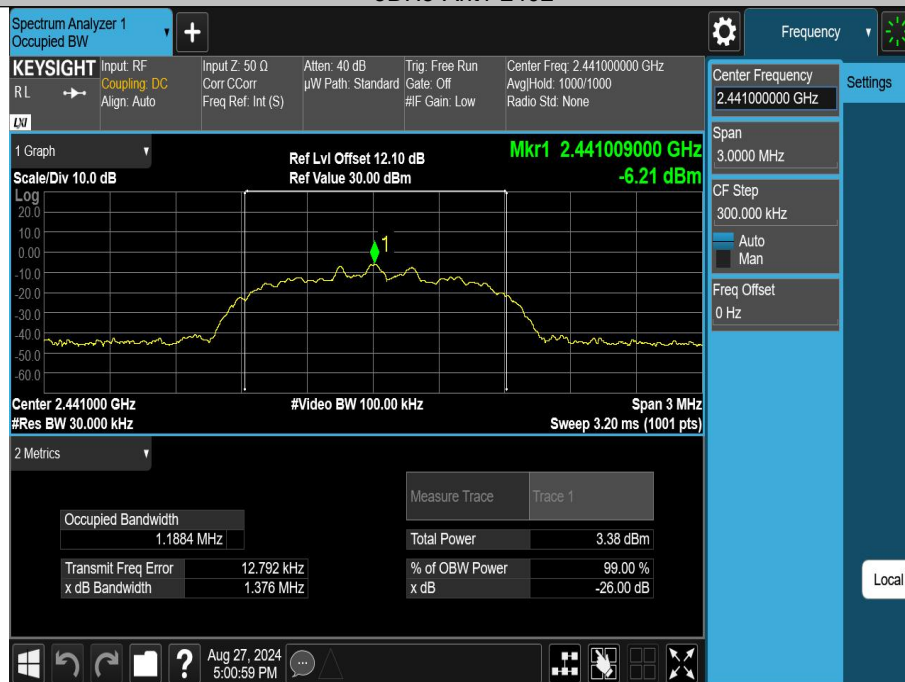 Spectrum Analyzer 1
Occupied BW
Frequency
KEYSIGHT
RL
LXI
Input: RF
Coupling: DC
Align: Auto
Input Z: 50 Ω
Corr CCorr
Freq Ref: Int (S)
Atten: 40 dB
µW Path: Standard
Trig: Free Run
Gate: Off
#IF Gain: Low
Center Freq: 2.441000000 GHz
Avg|Hold: 1000/1000
Radio Std: None
Center Frequency
2.441000000 GHz
Settings
Span
3.0000 MHz
CF Step
300.000 kHz
Auto
Man
Freq Offset
0 Hz
Local
1 Graph
Scale/Div 10.0 dB
Ref Lvl Offset 12.10 dB
Ref Value 30.00 dBm
Mkr1 2.441009000 GHz
-6.21 dBm
Log
20.0
10.0
0.00
-10.0
-20.0
-30.0
-40.0
-50.0
-60.0
1
Center 2.441000 GHz
#Video BW 100.00 kHz
Span 3 MHz
#Res BW 30.000 kHz
Sweep 3.20 ms (1001 pts)
2 Metrics
Measure Trace Trace 1
Occupied Bandwidth
1.1884 MHz
Total Power 3.38 dBm
Transmit Freq Error 12.792 kHz
% of OBW Power 99.00 %
x dB Bandwidth 1.376 MHz
x dB -26.00 dB
Aug 27, 2024
5:00:59 PM